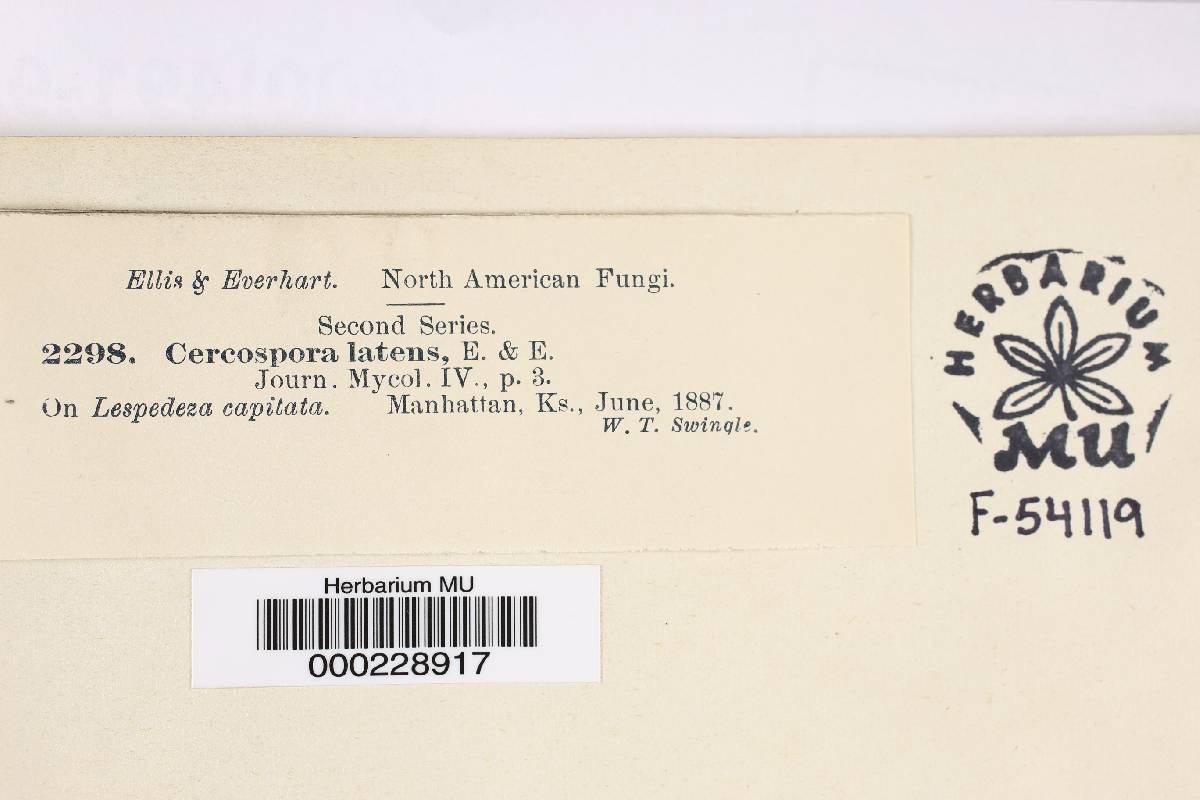 Ellis & Everhart. North American Fungi.
Second Series.
2298. Cercospora latens, E. & E.
Journ. Mycol. IV., p. 3.
On Lespedeza capitata. Manhattan, Ks., June, 1887.
W. T. Swingle.
HERBARIUM
MU
F-54119
Herbarium MU
000228917